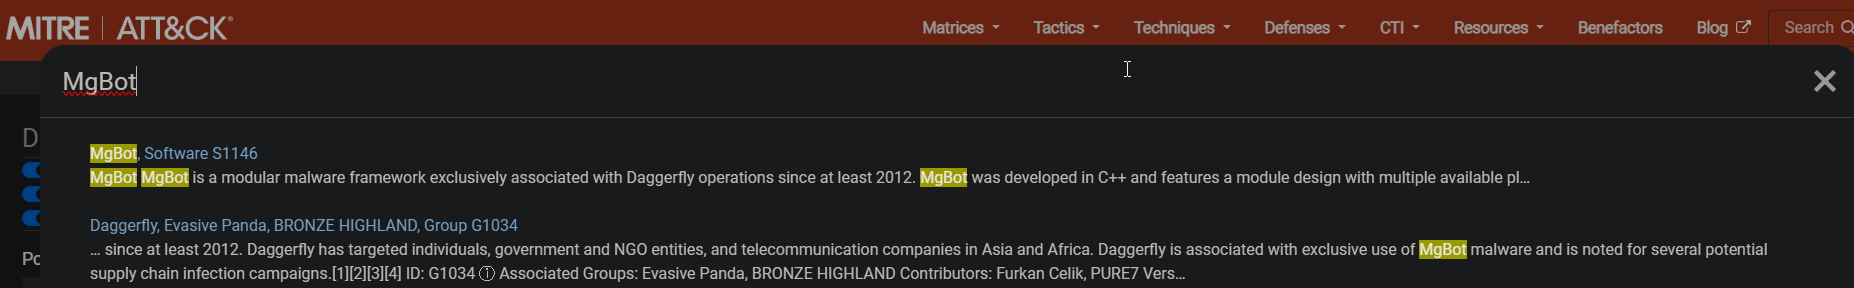 MITRE | ATT&CK®
Matrices Tactics Techniques Defenses CTI Resources Benefactors Blog Search
MgBot
D
MgBot, Software S1146
MgBot MgBot is a modular malware framework exclusively associated with Daggerfly operations since at least 2012. MgBot was developed in C++ and features a module design with multiple available pl...
Daggerfly, Evasive Panda, BRONZE HIGHLAND, Group G1034
... since at least 2012. Daggerfly has targeted individuals, government and NGO entities, and telecommunication companies in Asia and Africa. Daggerfly is associated with exclusive use of MgBot malware and is noted for several potential
Po
supply chain infection campaigns.[1][2][3][4] ID: G1034 ⓘ Associated Groups: Evasive Panda, BRONZE HIGHLAND Contributors: Furkan Celik, PURE7 Vers...